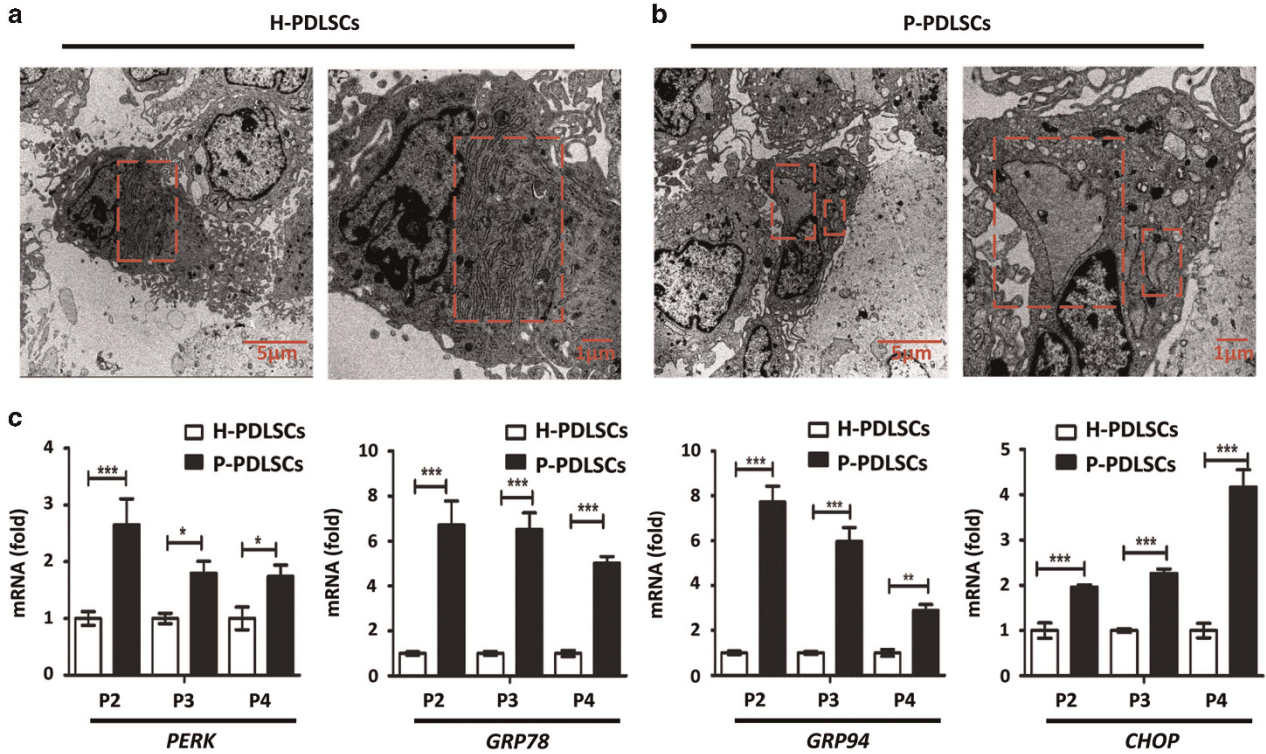 a
H-PDLSCs
b
P-PDLSCs
5μm
1μm
5μm
1μm
c
H-PDLSCs
P-PDLSCs
mRNA (fold)
4
3
2
1
0
***
*
*
P2 P3 P4
PERK
H-PDLSCs
P-PDLSCs
mRNA (fold)
10
8
6
4
2
0
***
***
***
P2 P3 P4
GRP78
H-PDLSCs
P-PDLSCs
mRNA (fold)
10
8
6
4
2
0
***
***
**
P2 P3 P4
GRP94
H-PDLSCs
P-PDLSCs
mRNA (fold)
5
4
3
2
1
0
***
***
***
P2 P3 P4
CHOP